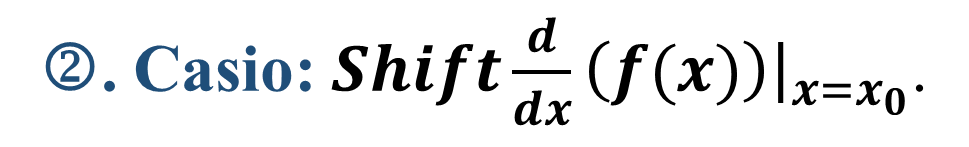 ②. Casio: Shift d/dx (f(x))|x=x₀.